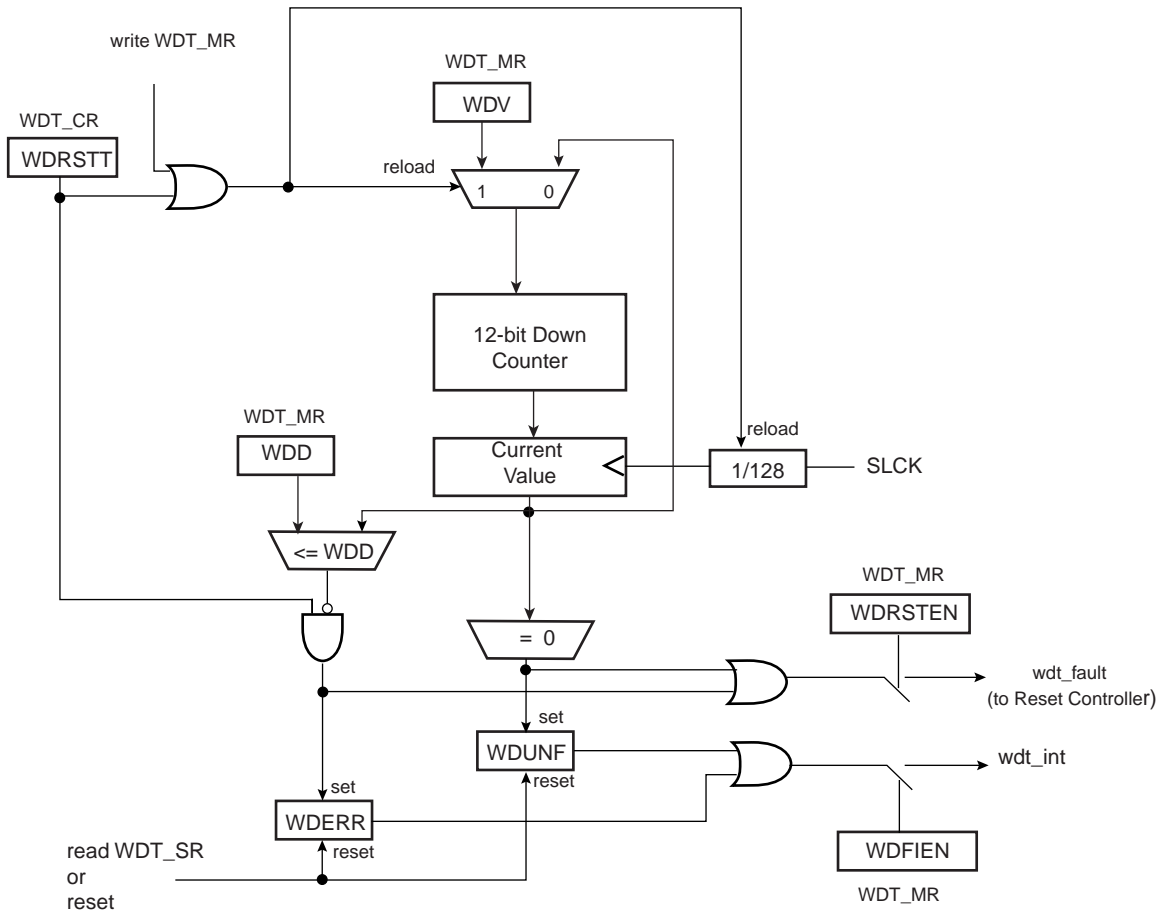 write WDT_MR
WDT_MR
WDV
WDT_CR
WDRSTT
reload
1 0
12-bit Down
Counter
WDT_MR
WDD
reload
Current
Value
1/128
SLCK
<= WDD
WDT_MR
WDRSTEN
= 0
wdt_fault
(to Reset Controller)
set
WDUNF
reset
wdt_int
set
WDERR
reset
WDFIEN
read WDT_SR
or
reset
WDT_MR